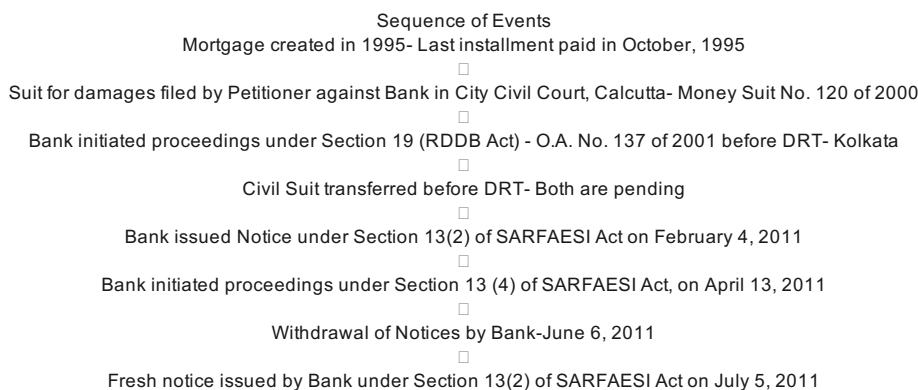 Sequence of Events
Mortgage created in 1995- Last installment paid in October, 1995
Suit for damages filed by Petitioner against Bank in City Civil Court, Calcutta- Money Suit No. 120 of 2000
Bank initiated proceedings under Section 19 (RDDB Act) - O.A. No. 137 of 2001 before DRT- Kolkata
Civil Suit transferred before DRT- Both are pending
Bank issued Notice under Section 13(2) of SARFAESI Act on February 4, 2011
Bank initiated proceedings under Section 13 (4) of SARFAESI Act, on April 13, 2011
Withdrawal of Notices by Bank-June 6, 2011
Fresh notice issued by Bank under Section 13(2) of SARFAESI Act on July 5, 2011